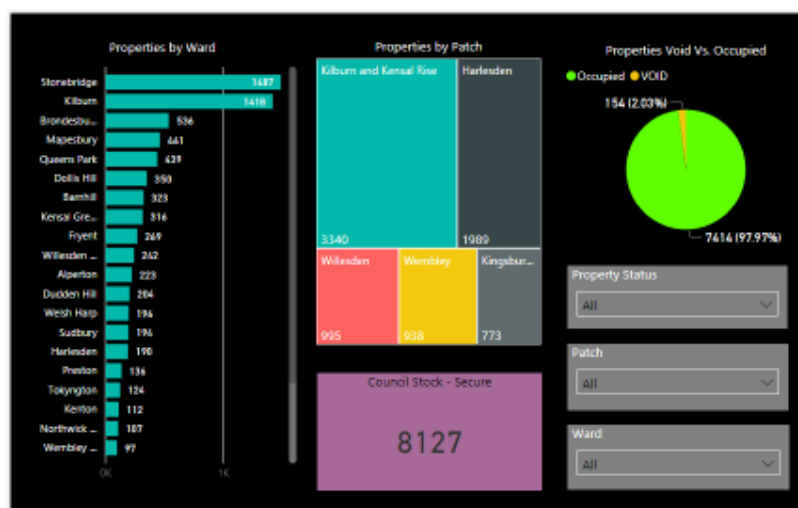 Properties by Ward
Stonebridge 1487
Kilburn 1418
Brondesbu... 536
Mapesbury 441
Queens Park 439
Dollis Hill 350
Barnhill 323
Kensal Gre... 316
Fryent 269
Willesden ... 242
Alperton 223
Dudden Hill 204
Welsh Harp 196
Sudbury 194
Harlesden 190
Preston 136
Tokyngton 124
Kenton 112
Northwick ... 107
Wembley ... 97
0K 1K
Properties by Patch
Kilburn and Kensal Rise
3340
Harlesden
1989
Willesden
995
Wembley
938
Kingsbur...
773
Council Stock - Secure
8127
Properties Void Vs. Occupied
Occupied VOID
154 (2.03%)
7414 (97.97%)
Property Status
All
Patch
All
Ward
All